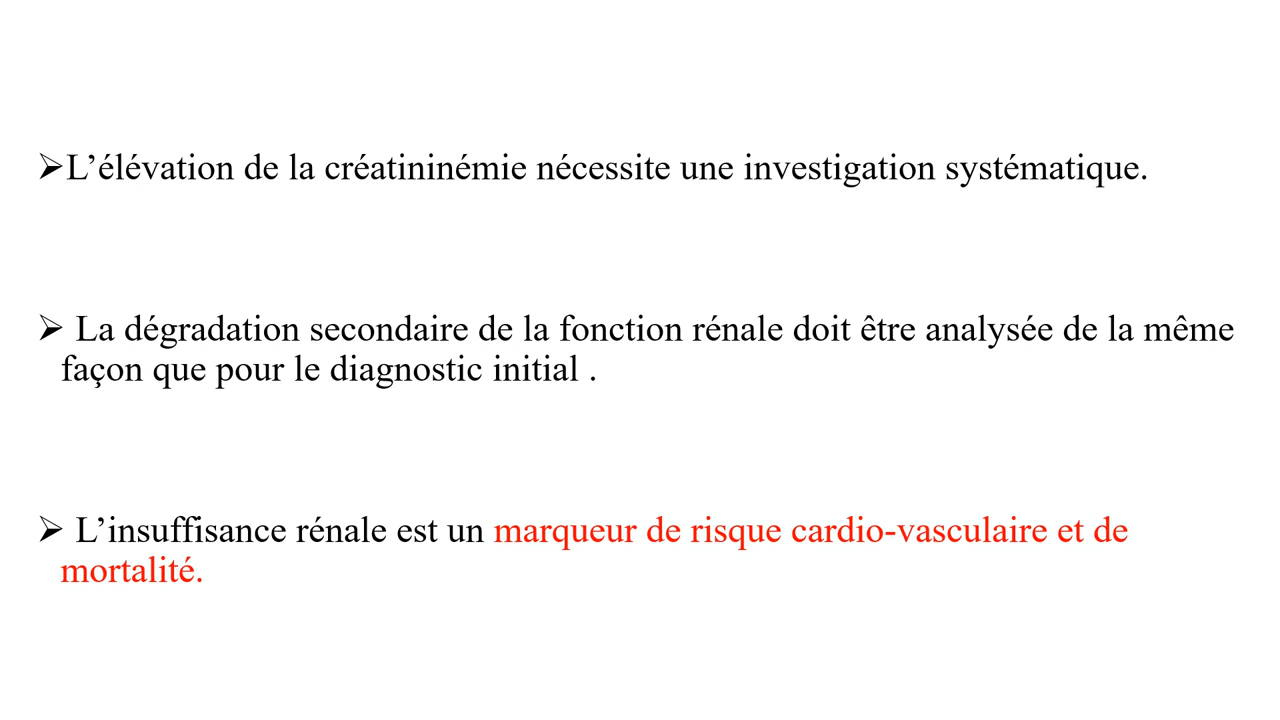 ➢L’élévation de la créatininémie nécessite une investigation systématique.
➢ La dégradation secondaire de la fonction rénale doit être analysée de la même
façon que pour le diagnostic initial .
➢ L’insuffisance rénale est un marqueur de risque cardio-vasculaire et de
mortalité.